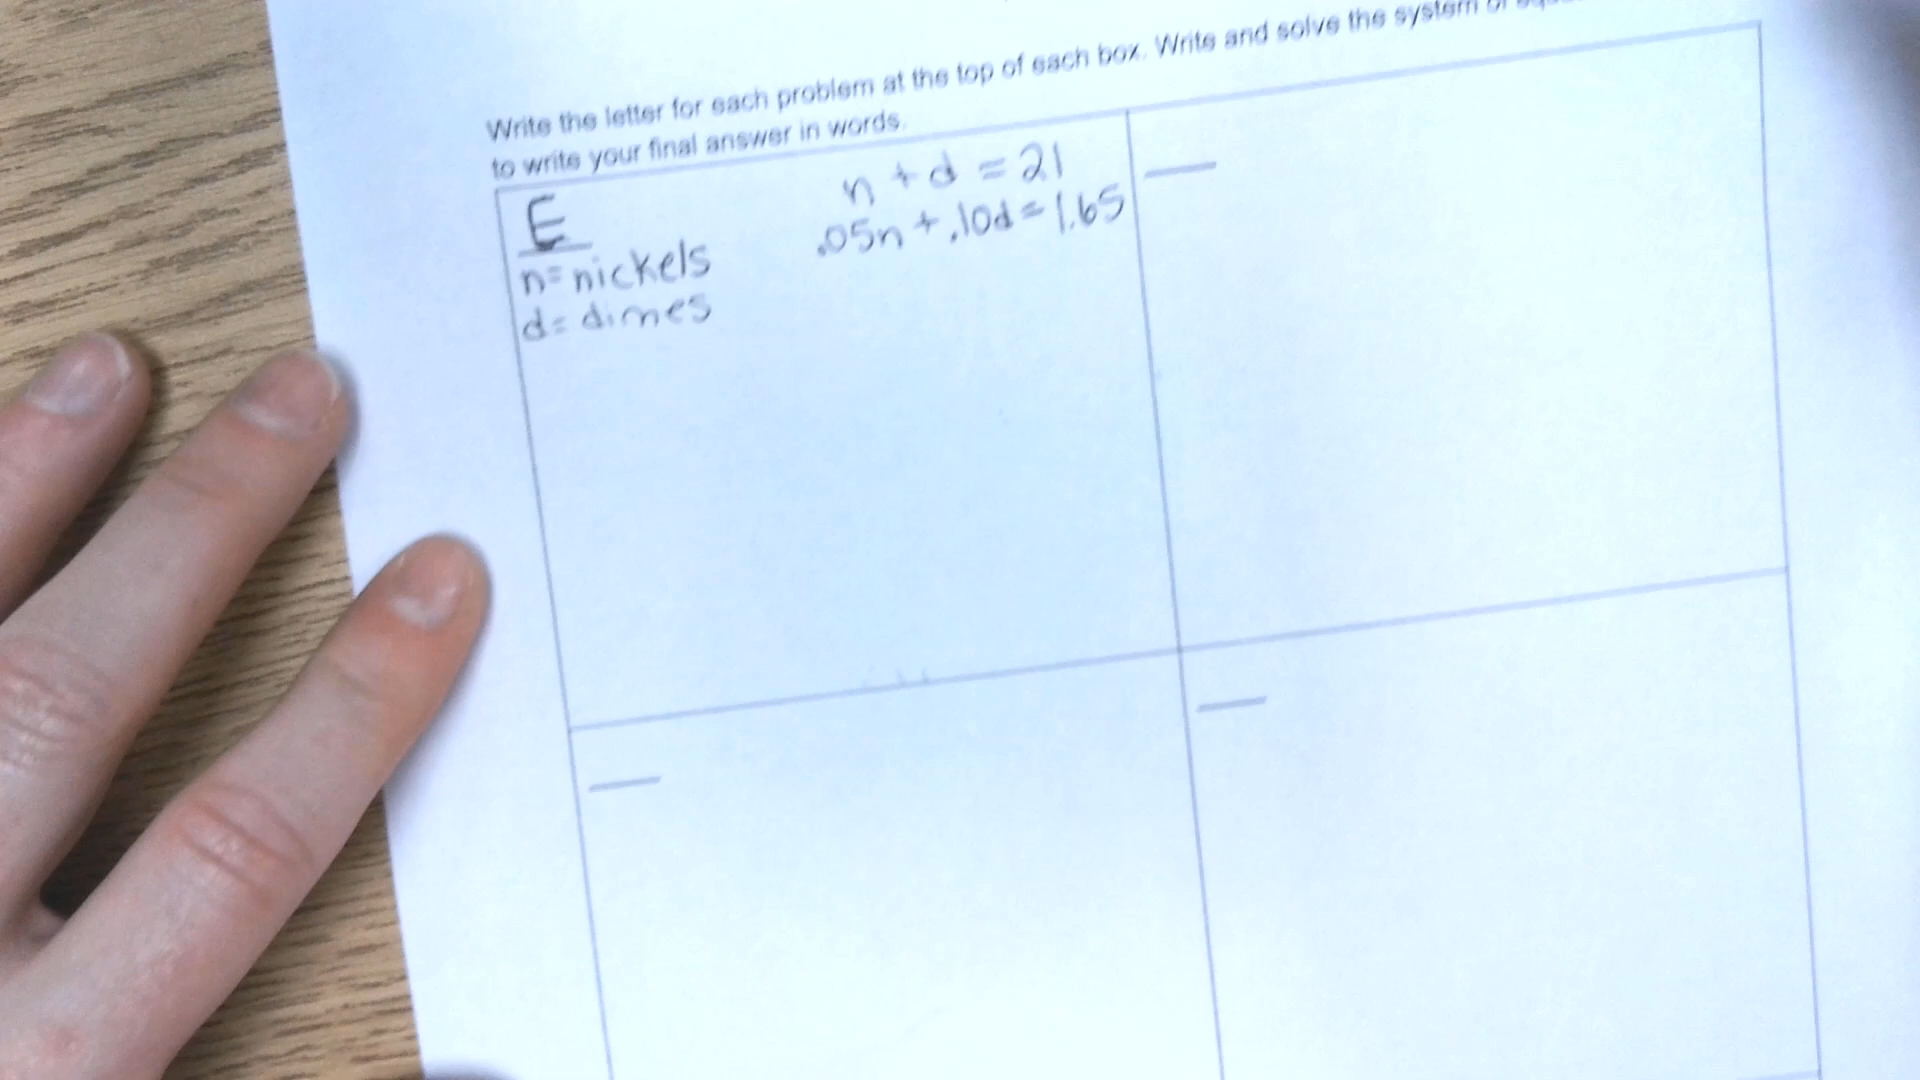 Write the letter for each problem at the top of each box. Write and solve the system of
to write your final answer in words.
E
n + d = 21
.05n + .10d = 1.65
n = nickels
d = dimes